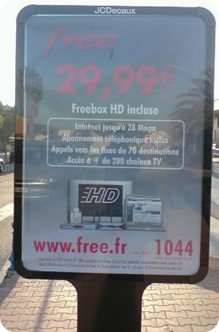 JCDecaux
free
29,99€
Freebox HD incluse
Internet jusqu'à 28 Méga
Abonnement téléphonique inclus
Appels vers les fixes de 70 destinations
Accès à + de 200 chaînes TV
HD
www.free.fr 1044